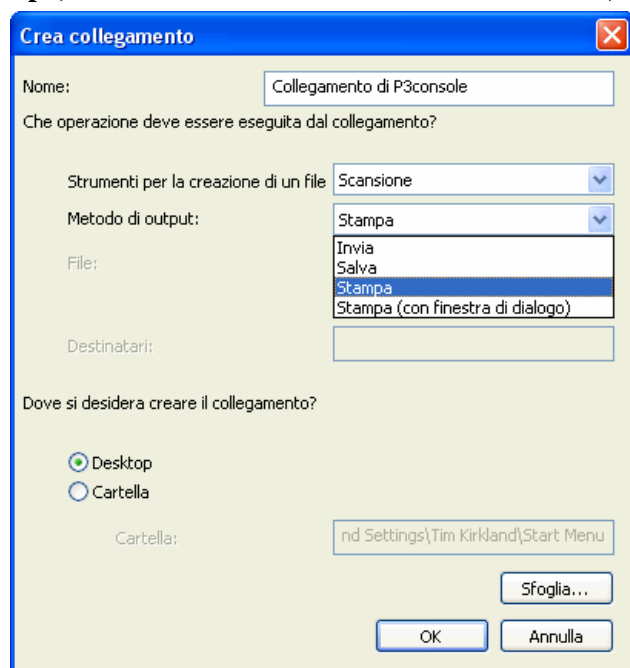 Crea collegamento
Nome: Collegamento di P3console
Che operazione deve essere eseguita dal collegamento?
Strumenti per la creazione di un file Scansione
Metodo di output: Stampa
Invia
File: Salva
Stampa
Stampa (con finestra di dialogo)
Destinatari:
Dove si desidera creare il collegamento?
Desktop
Cartella
Cartella: nd Settings\Tim Kirkland\Start Menu
Sfoglia...
OK Annulla